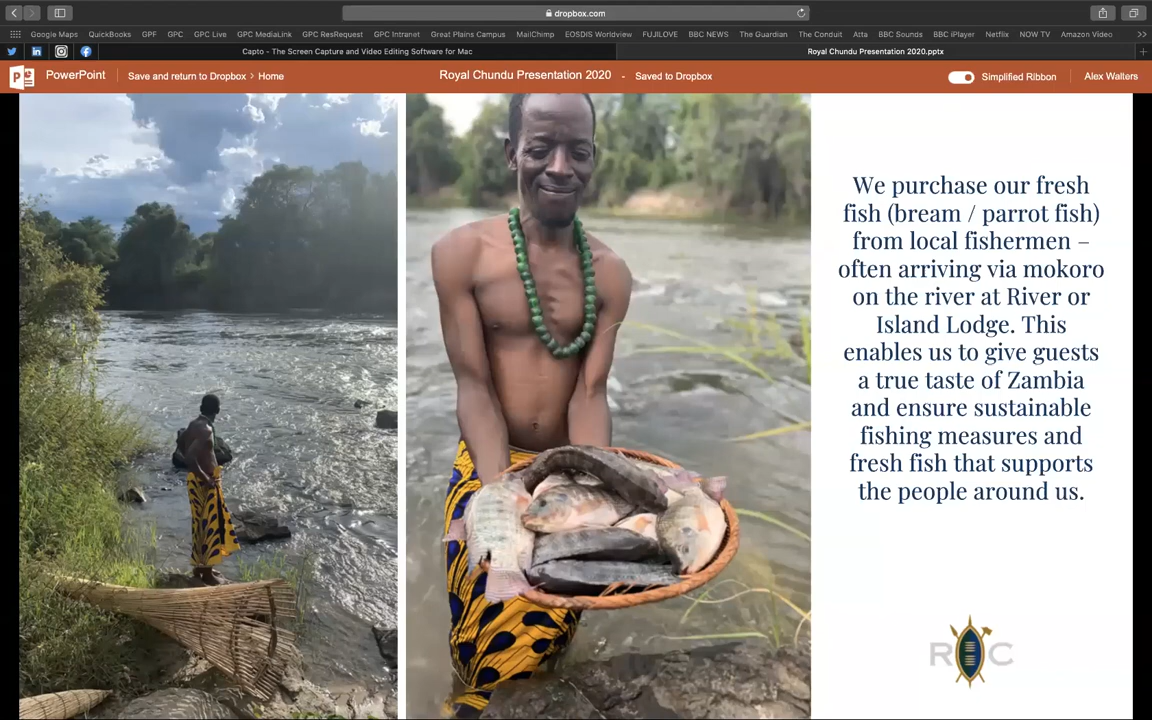 dropbox.com
Google Maps QuickBooks GPF GPC GPC Live GPC MediaLink GPC ResRequest GPC Intranet Great Plains Campus MailChimp EOSDIS Worldview FUJILOVE BBC NEWS The Guardian The Conduit Atta BBC Sounds BBC iPlayer Netflix NOW TV Amazon Video
Capto - The Screen Capture and Video Editing Software for Mac
Royal Chundu Presentation 2020.pptx
PowerPoint Save and return to Dropbox > Home Royal Chundu Presentation 2020 - Saved to Dropbox Simplified Ribbon Alex Walters
We purchase our fresh
fish (bream / parrot fish)
from local fishermen –
often arriving via mokoro
on the river at River or
Island Lodge. This
enables us to give guests
a true taste of Zambia
and ensure sustainable
fishing measures and
fresh fish that supports
the people around us.
R C